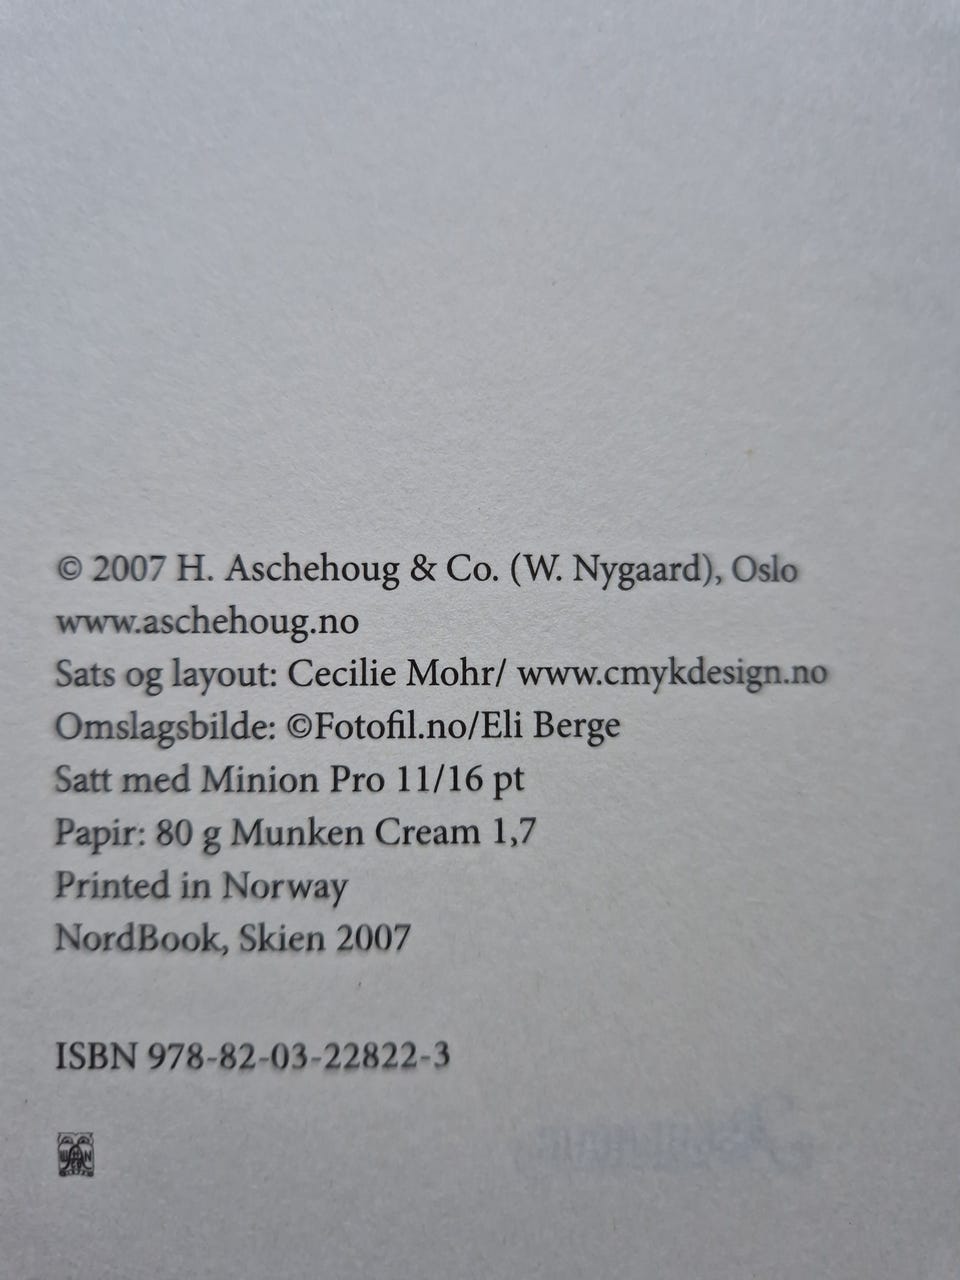 © 2007 H. Aschehoug & Co. (W. Nygaard), Oslo
www.aschehoug.no
Sats og layout: Cecilie Mohr/ www.cmykdesign.no
Omslagsbilde: ©Fotofil.no/Eli Berge
Satt med Minion Pro 11/16 pt
Papir: 80 g Munken Cream 1,7
Printed in Norway
NordBook, Skien 2007
ISBN 978-82-03-22822-3